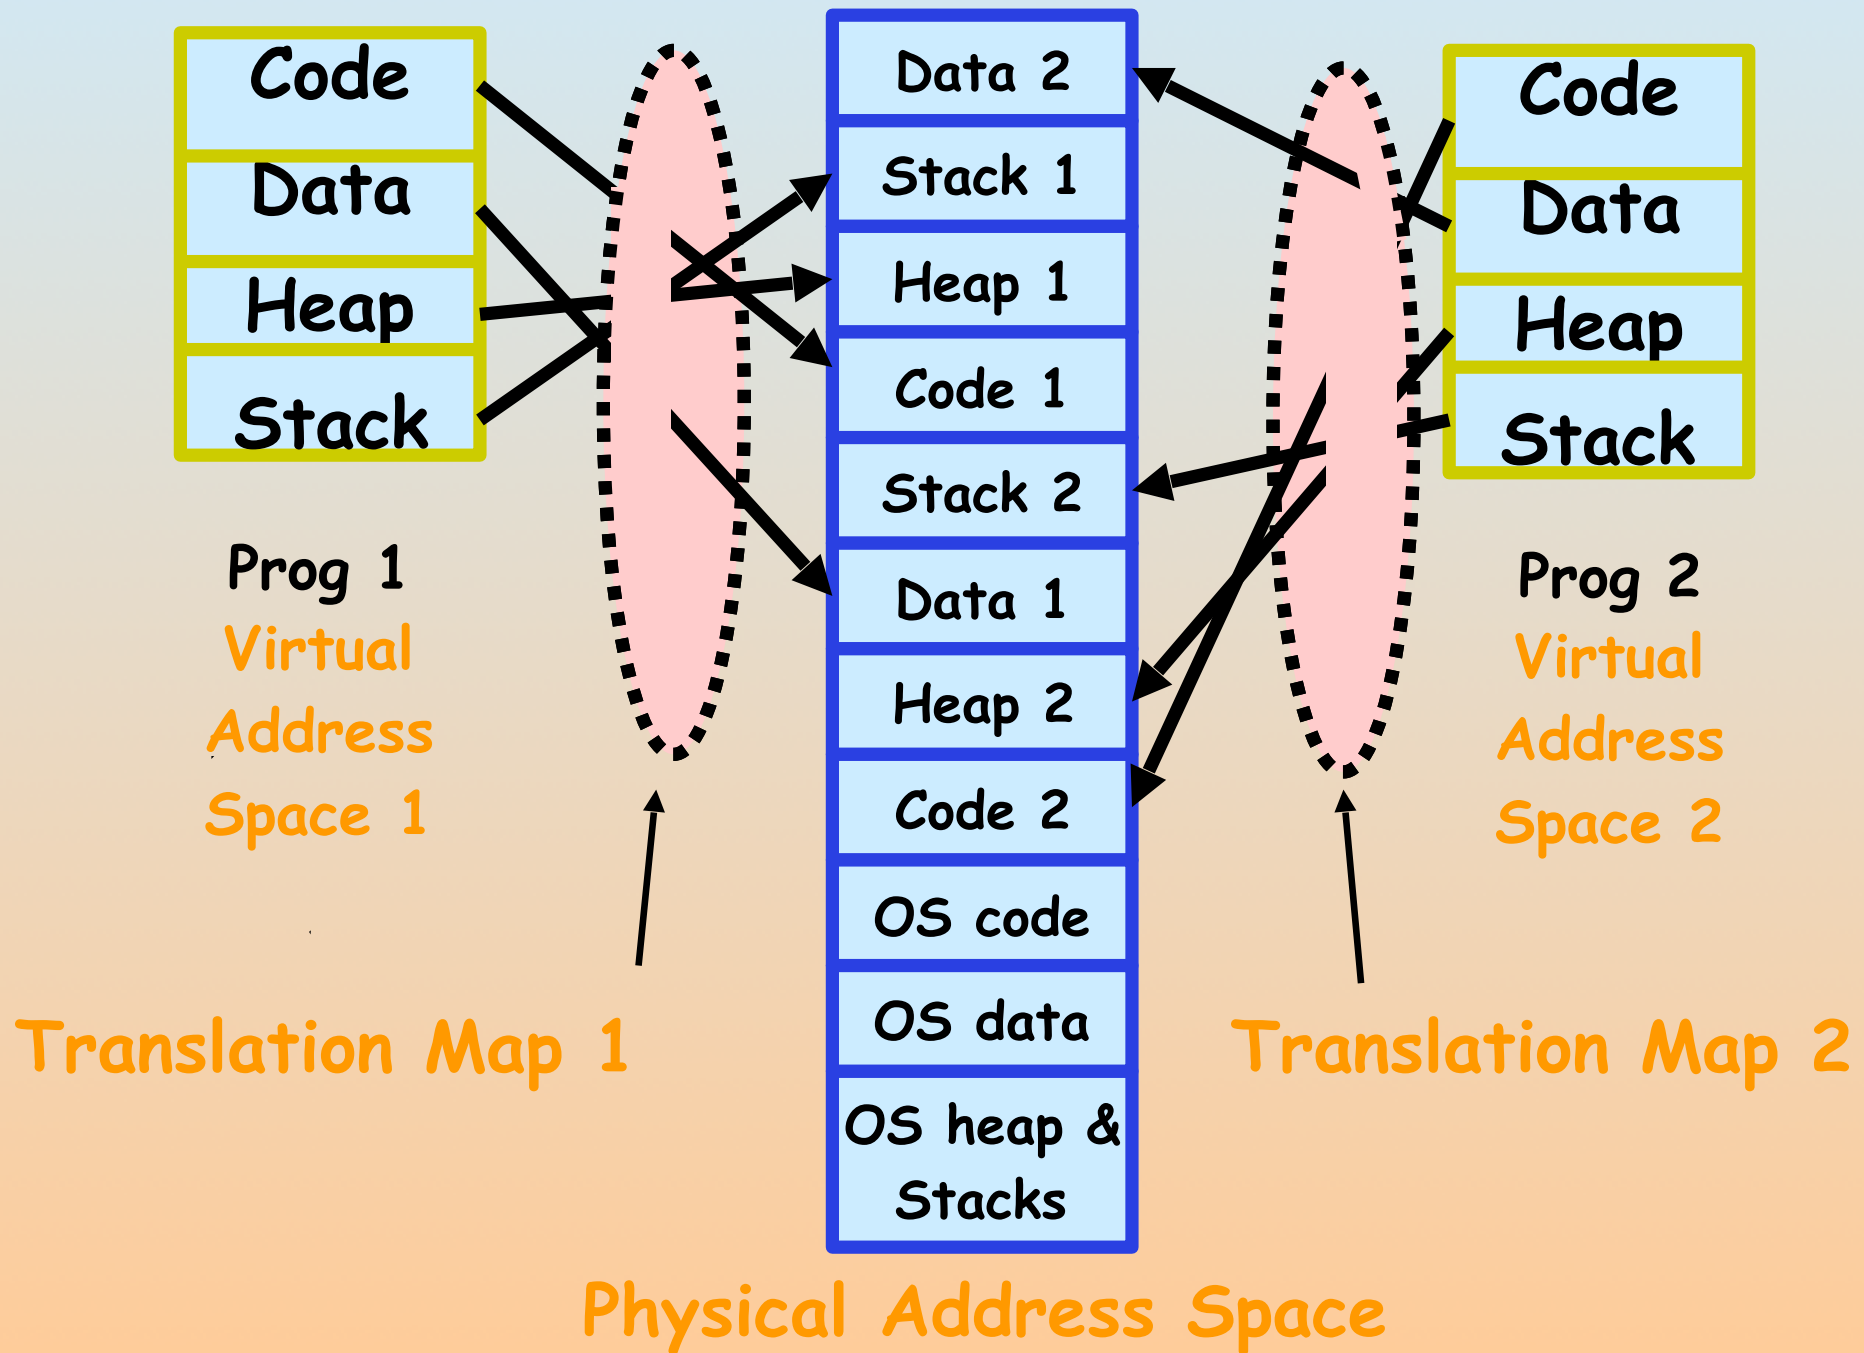 Code
Data
Heap
Stack
Prog 1
Virtual
Address
Space 1
Translation Map 1
Data 2
Stack 1
Heap 1
Code 1
Stack 2
Data 1
Heap 2
Code 2
OS code
OS data
OS heap &
Stacks
Physical Address Space
Code
Data
Heap
Stack
Prog 2
Virtual
Address
Space 2
Translation Map 2